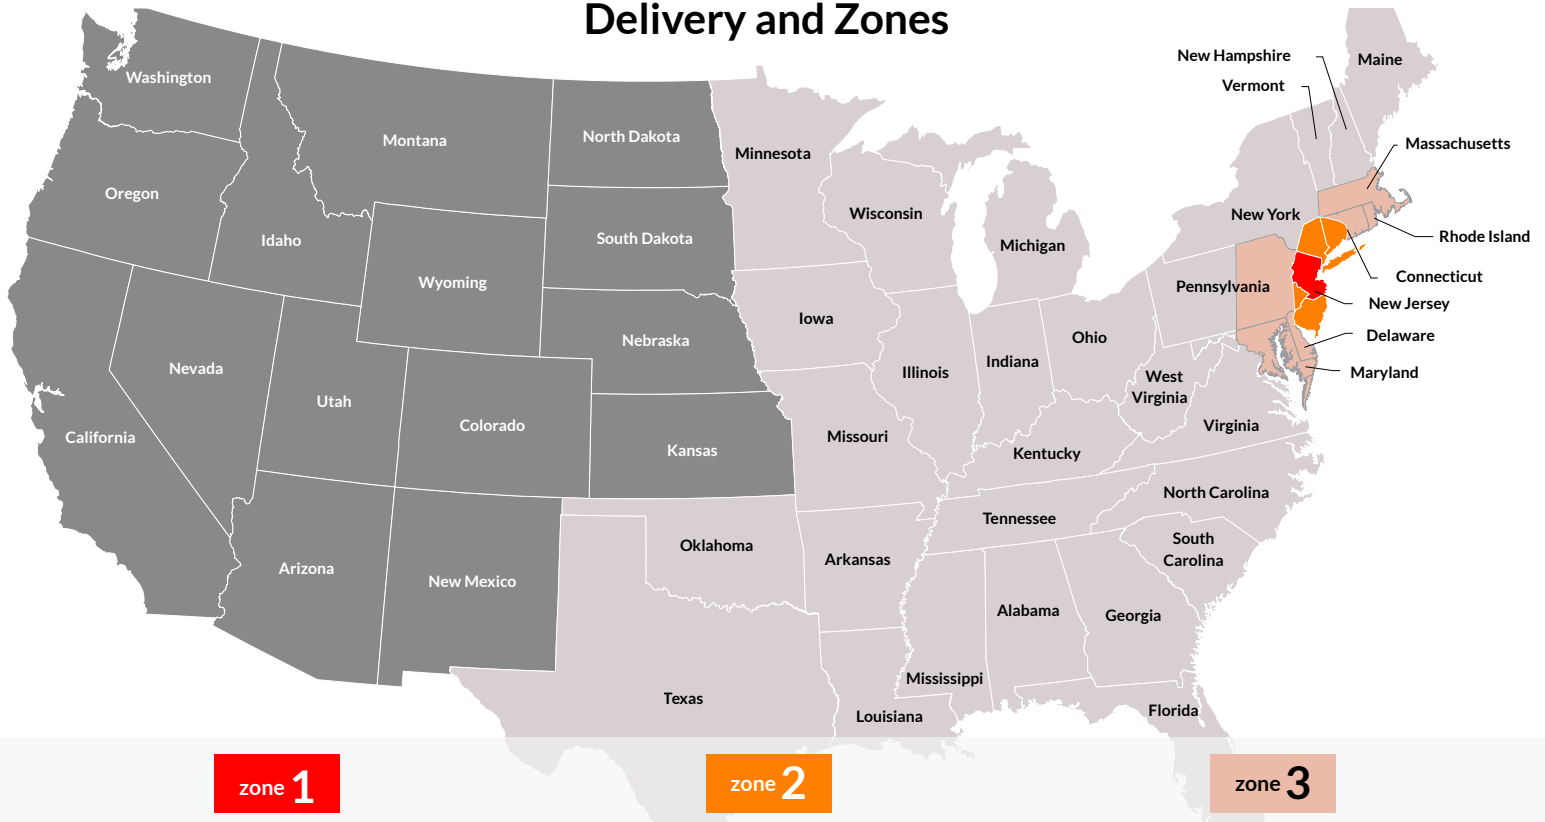 Delivery and Zones
New Hampshire
Maine
Washington
Vermont
Montana
North Dakota
Massachusetts
Minnesota
Oregon
Wisconsin
New York
Idaho
South Dakota
Michigan
Rhode Island
Wyoming
Pennsylvania
Connecticut
New Jersey
Iowa
Nebraska
Ohio
Delaware
Nevada
Indiana
Illinois
West
Virginia
Maryland
Utah
Colorado
Virginia
California
Missouri
Kansas
Kentucky
North Carolina
Tennessee
South
Carolina
Oklahoma
Arkansas
Arizona
New Mexico
Alabama
Georgia
Mississippi
Texas
Louisiana
Florida
zone 1
zone 2
zone 3